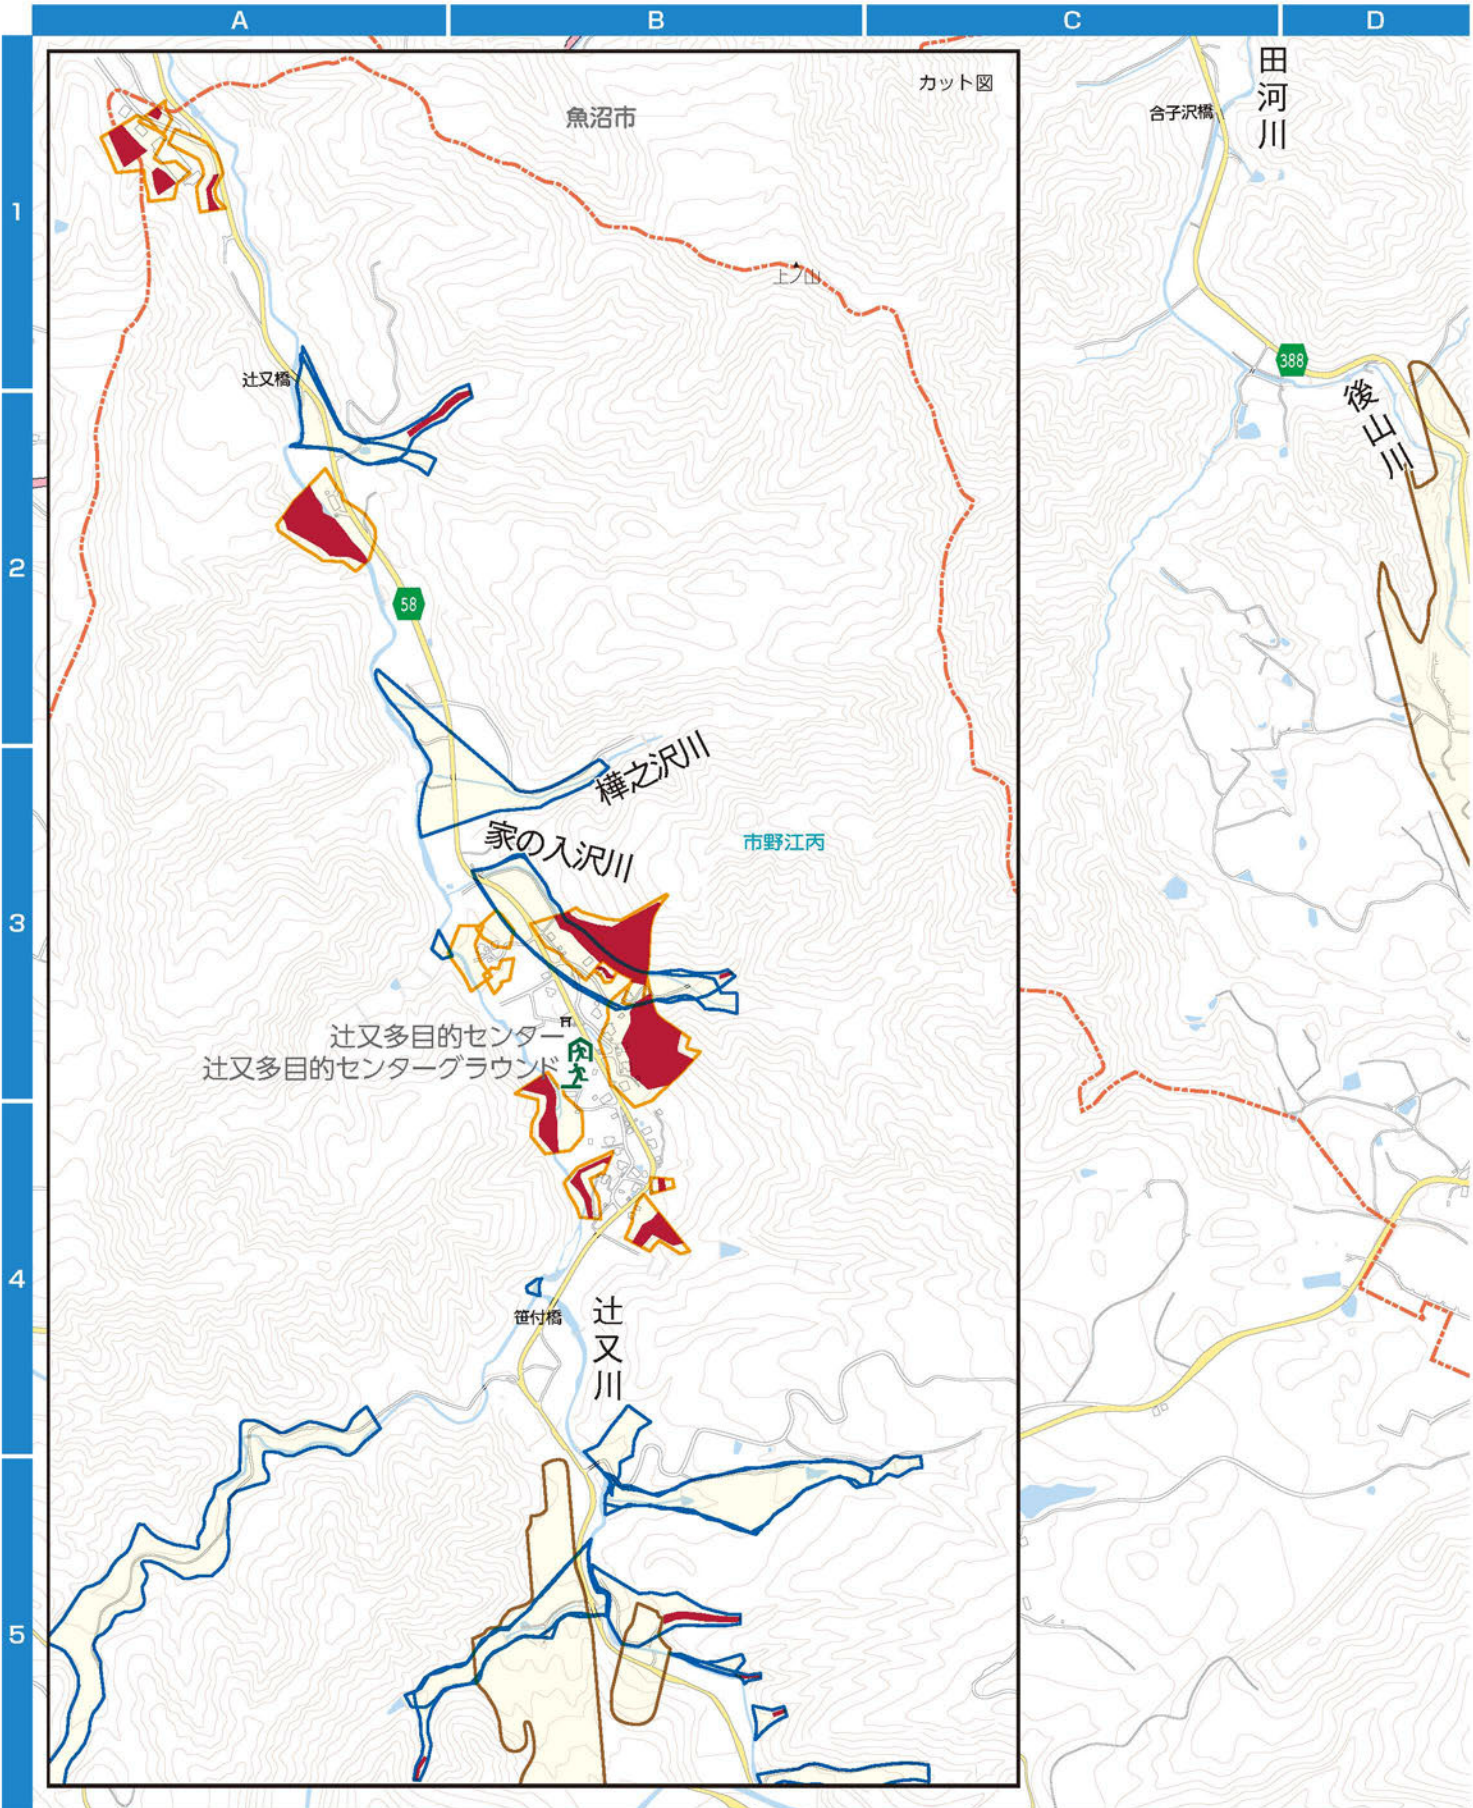 A
B
C
D
1
2
3
4
5
カット図
魚沼市
上ノ山
合子沢橋
田河川
388
後山川
辻又橋
58
樺之沢川
家の入沢川
市野江丙
辻又多目的センター
辻又多目的センターグラウンド
笹付橋
辻又川